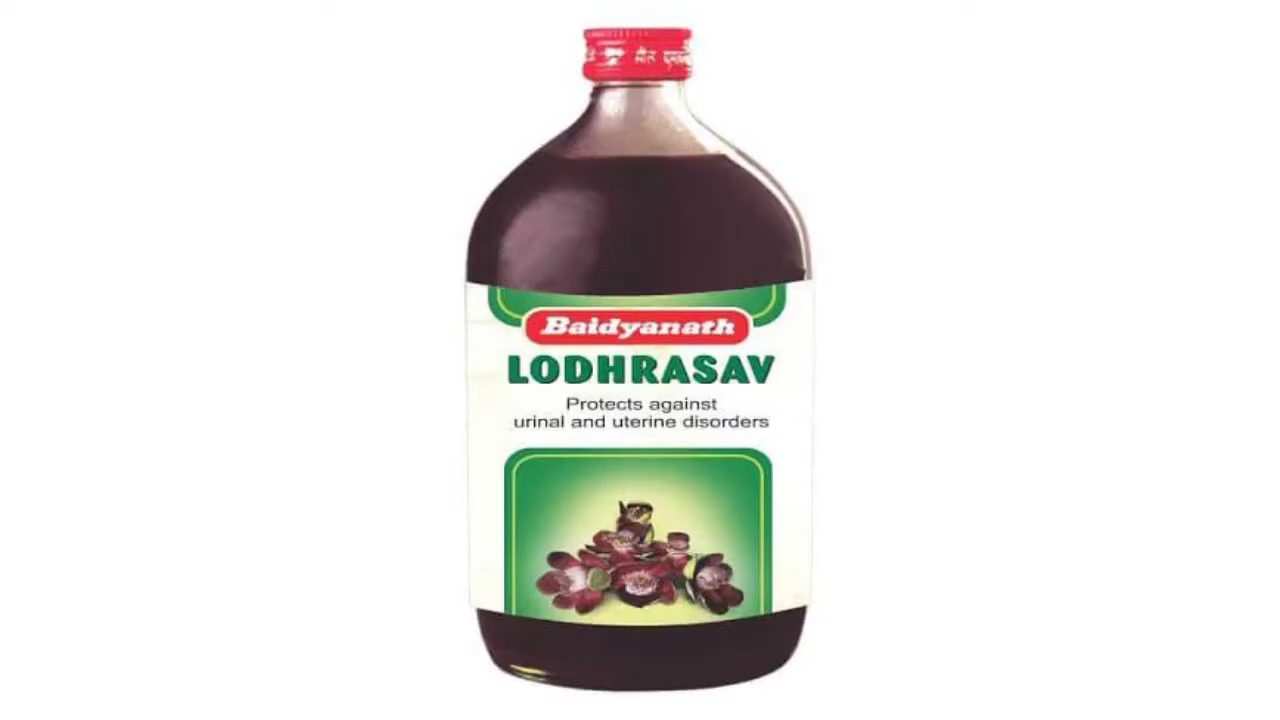 सील
Baidyanath
LODHRASAV
Protects against
urinal and uterine disorders